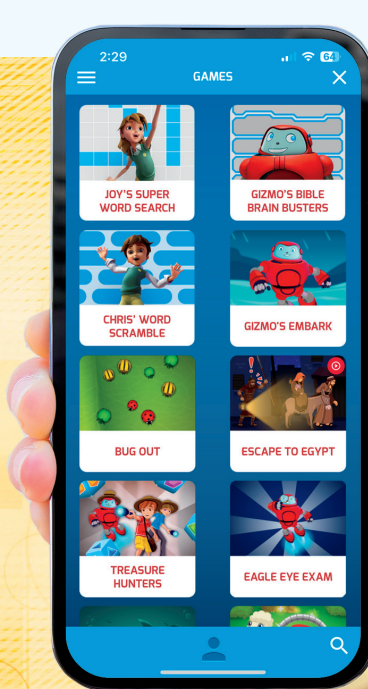 2:29
64
GAMES
JOY'S SUPER
WORD SEARCH
GIZMO'S BIBLE
BRAIN BUSTERS
CHRIS' WORD
SCRAMBLE
GIZMO'S EMBARK
BUG OUT
ESCAPE TO EGYPT
TREASURE
HUNTERS
EAGLE EYE EXAM